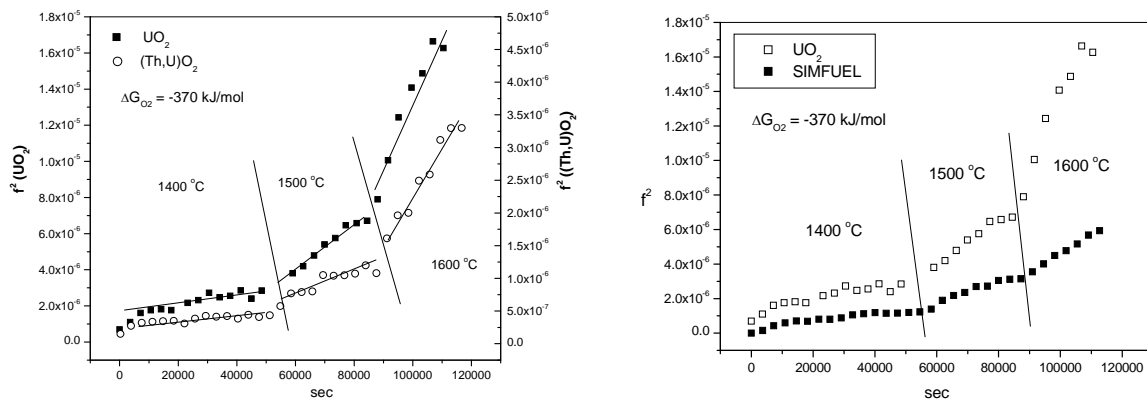 1.8x10⁻⁵
1.6x10⁻⁵
1.4x10⁻⁵
1.2x10⁻⁵
1.0x10⁻⁵
8.0x10⁻⁶
6.0x10⁻⁶
4.0x10⁻⁶
2.0x10⁻⁶
0.0
f² (UO₂)
UO₂
(Th,U)O₂
ΔG_O2 = -370 kJ/mol
1400 °C
1500 °C
1600 °C
5.0x10⁻⁶
4.5x10⁻⁶
4.0x10⁻⁶
3.5x10⁻⁶
3.0x10⁻⁶
2.5x10⁻⁶
2.0x10⁻⁶
1.5x10⁻⁶
1.0x10⁻⁶
5.0x10⁻⁷
0.0
f² ((Th,U)O₂)
0 20000 40000 60000 80000 100000 120000
sec
1.8x10⁻⁵
1.6x10⁻⁵
1.4x10⁻⁵
1.2x10⁻⁵
1.0x10⁻⁵
8.0x10⁻⁶
6.0x10⁻⁶
4.0x10⁻⁶
2.0x10⁻⁶
0.0
f²
UO₂
SIMFUEL
ΔG_O2 = -370 kJ/mol
1400 °C
1500 °C
1600 °C
0 20000 40000 60000 80000 100000 120000
sec